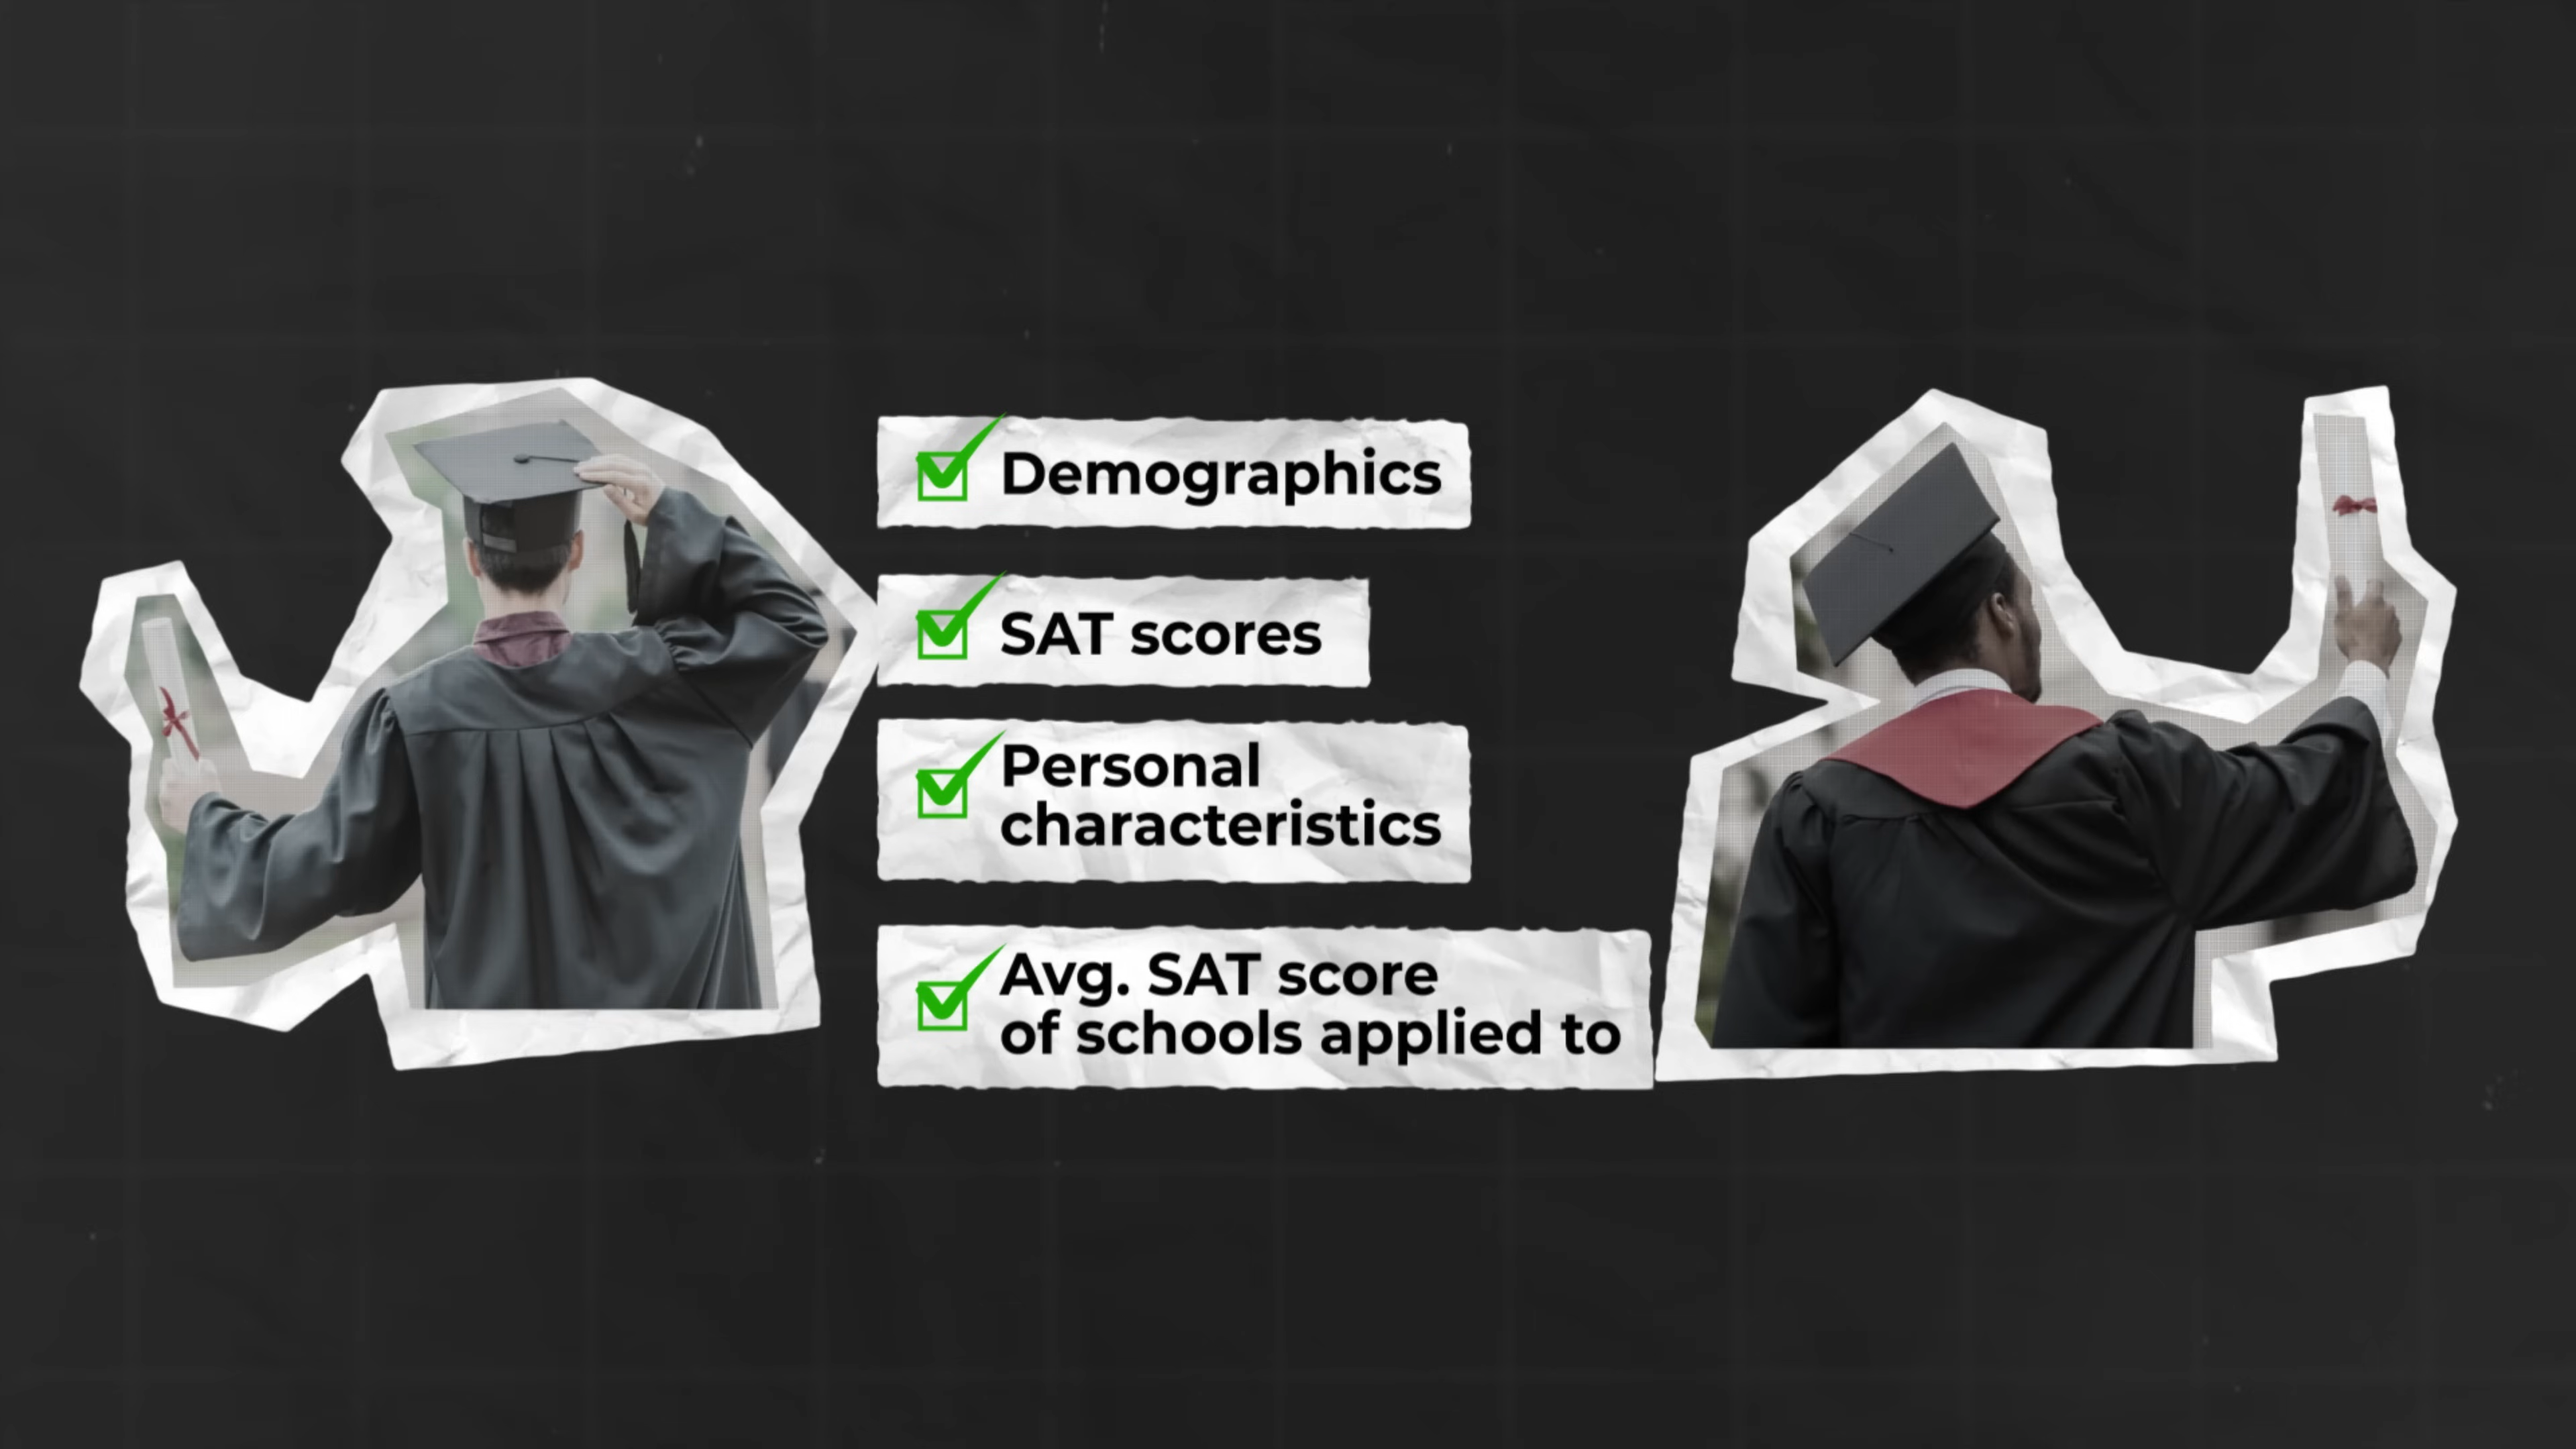 Demographics
SAT scores
Personal
characteristics
Avg. SAT score
of schools applied to